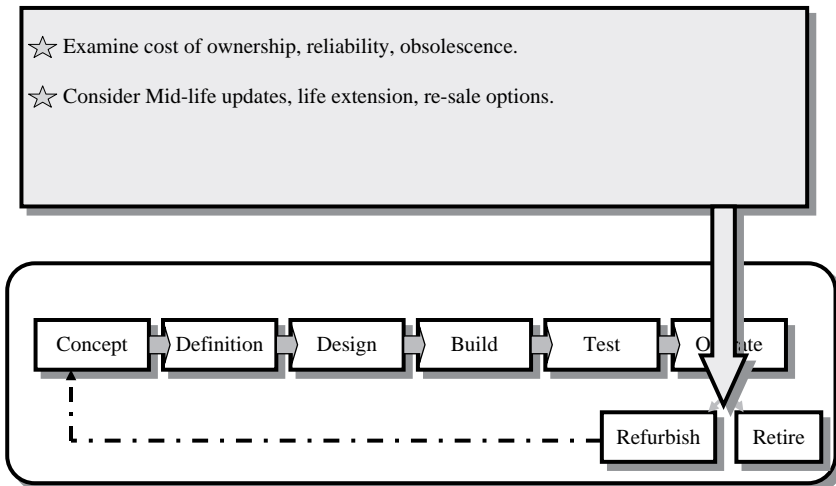 Examine cost of ownership, reliability, obsolescence.
Consider Mid-life updates, life extension, re-sale options.
Concept Definition Design Build Test
Refurbish Retire